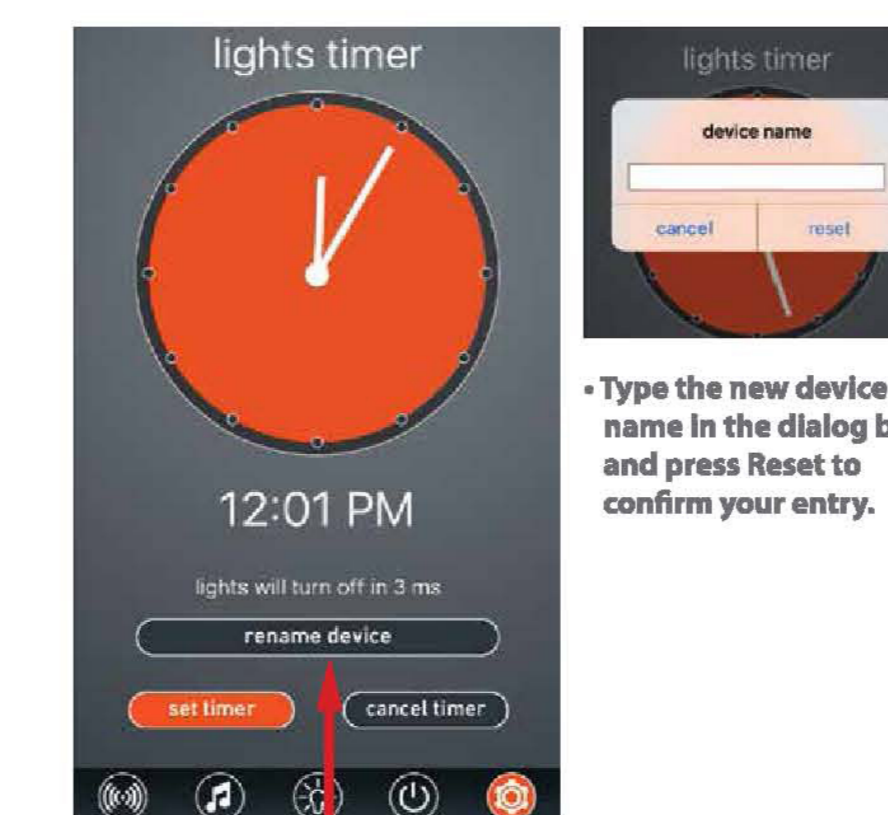 lights timer
12:01 PM
lights will turn off in 3 ms
rename device
set timer
cancel timer
lights timer
device name
cancel
reset
• Type the new device
name in the dialog
and press Reset to
confirm your entry.